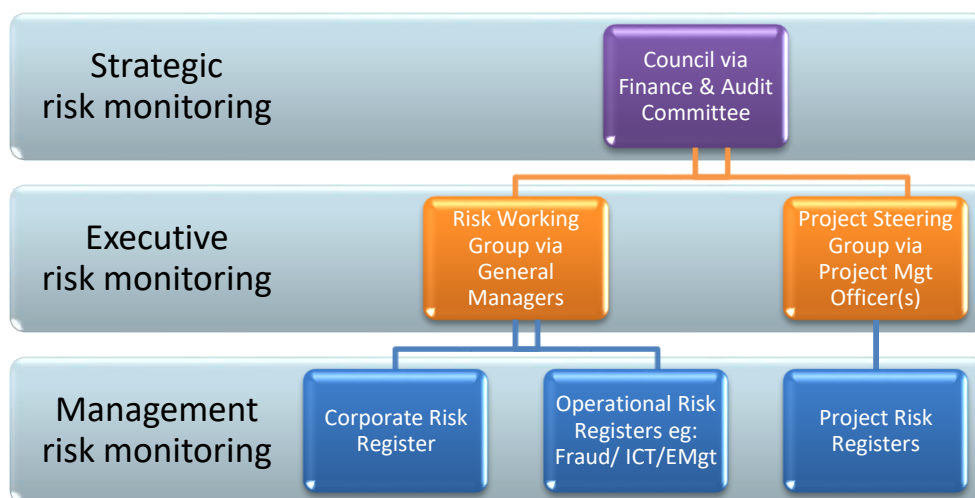 Strategic
risk monitoring
Council via
Finance & Audit
Committee
Executive
risk monitoring
Risk Working
Group via
General
Managers
Project Steering
Group via
Project Mgt
Officer(s)
Management
risk monitoring
Corporate Risk
Register
Operational Risk
Registers eg:
Fraud/ ICT/EMgt
Project Risk
Registers